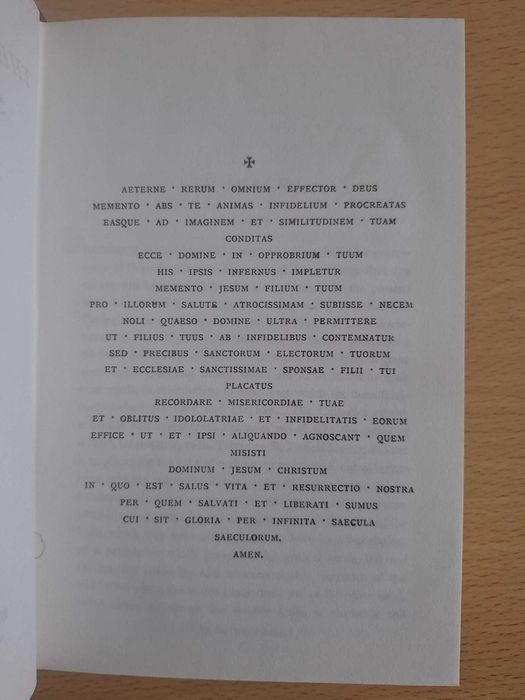 ✠
AETERNE · RERUM · OMNIUM · EFFECTOR · DEUS
MEMENTO · ABS · TE · ANIMAS · INFIDELIUM · PROCREATAS
EASQUE · AD · IMAGINEM · ET · SIMILITUDINEM · TUAM
CONDITAS
ECCE · DOMINE · IN · OPPROBRIUM · TUUM
HIS · IPSIS · INFERNUS · IMPLETUR
MEMENTO · JESUM · FILIUM · TUUM
PRO · ILLORUM · SALUTE · ATROCISSIMAM · SUBIISSE · NECEM
NOLI · QUAESO · DOMINE · ULTRA · PERMITTERE
UT · FILIUS · TUUS · AB · INFIDELIBUS · CONTEMNATUR
SED · PRECIBUS · SANCTORUM · ELECTORUM · TUORUM
ET · ECCLESIAE · SANCTISSIMAE · SPONSAE · FILII · TUI
PLACATUS
RECORDARE · MISERICORDIAE · TUAE
ET · OBLITUS · IDOLOLATRIAE · ET · INFIDELITATIS · EORUM
EFFICE · UT · ET · IPSI · ALIQUANDO · AGNOSCANT · QUEM
MISISTI
DOMINUM · JESUM · CHRISTUM
IN · QUO · EST · SALUS · VITA · ET · RESURRECTIO · NOSTRA
PER · QUEM · SALVATI · ET · LIBERATI · SUMUS
CUI · SIT · GLORIA · PER · INFINITA · SAECULA
SAECULORUM.
AMEN.